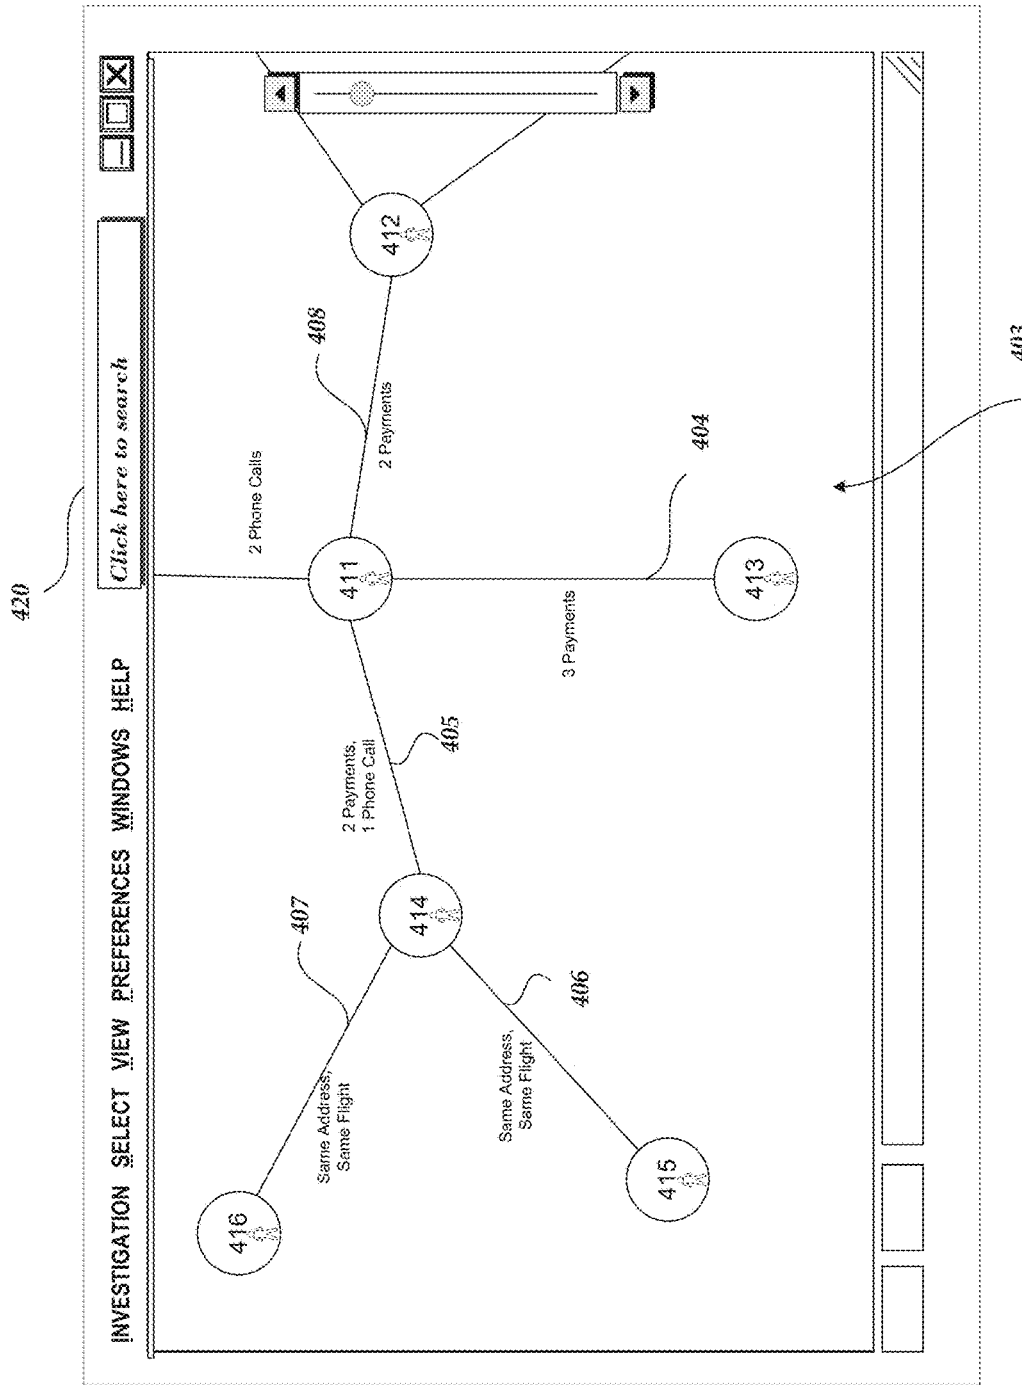 420
INVESTIGATION SELECT VIEW PREFERENCES WINDOWS HELP
Click here to search
416
407
Same Address,
Same Flight
414
2 Payments,
1 Phone Call
405
411
2 Phone Calls
408
2 Payments
412
Same Address,
Same Flight
406
415
3 Payments
404
413
403